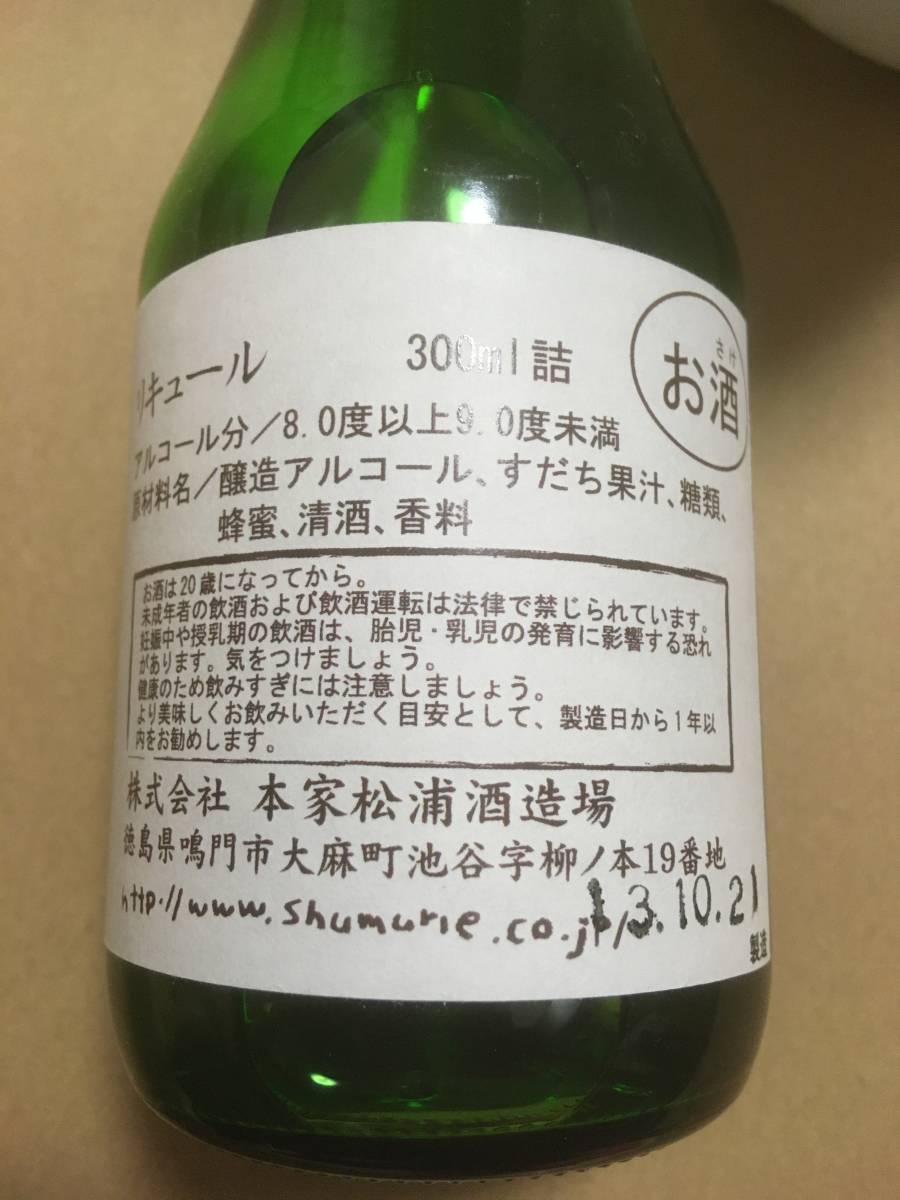 リキュール
300ml詰
さけ
お酒
アルコール分／8.0度以上9.0度未満
原材料名／醸造アルコール、すだち果汁、糖類、
蜂蜜、清酒、香料
お酒は20歳になってから。
未成年者の飲酒および飲酒運転は法律で禁じられています。
妊娠中や授乳期の飲酒は、胎児・乳児の発育に影響する恐れ
があります。気をつけましょう。
健康のため飲みすぎには注意しましょう。
より美味しくお飲みいただく目安として、製造日から1年以
内をお勧めします。
株式会社 本家松浦酒造場
徳島県鳴門市大麻町池谷字柳ノ本19番地
http://www.shumurie.co.jp/
13.10.21
製造